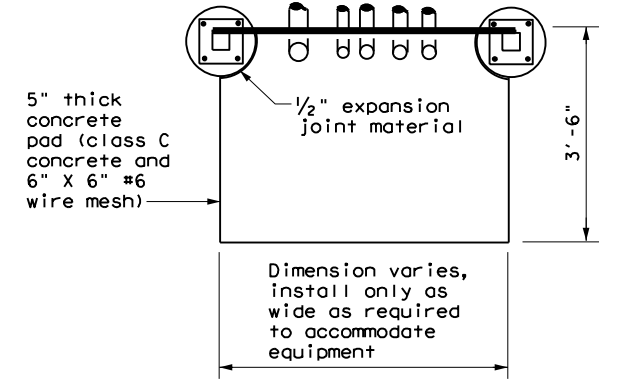 5" thick
concrete
pad (class C
concrete and
6" X 6" #6
wire mesh)
1/2" expansion
joint material
3'-6"
Dimension varies,
install only as
wide as required
to accommodate
equipment